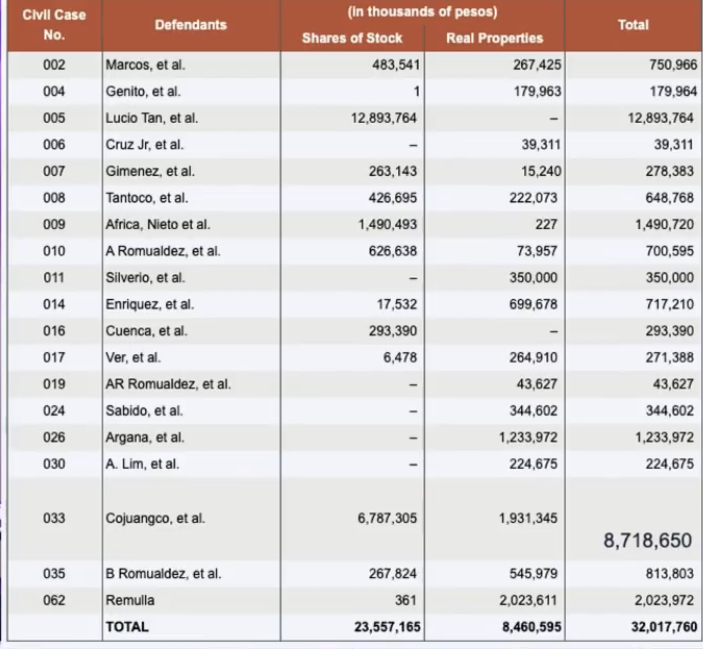 Civil Case No. Defendants (in thousands of pesos) Total
Shares of Stock Real Properties
002 Marcos, et al. 483,541 267,425 750,966
004 Genito, et al. 1 179,963 179,964
005 Lucio Tan, et al. 12,893,764 – 12,893,764
006 Cruz Jr, et al. – 39,311 39,311
007 Gimenez, et al. 263,143 15,240 278,383
008 Tantoco, et al. 426,695 222,073 648,768
009 Africa, Nieto et al. 1,490,493 227 1,490,720
010 A Romualdez, et al. 626,638 73,957 700,595
011 Silverio, et al. – 350,000 350,000
014 Enriquez, et al. 17,532 699,678 717,210
016 Cuenca, et al. 293,390 – 293,390
017 Ver, et al. 6,478 264,910 271,388
019 AR Romualdez, et al. – 43,627 43,627
024 Sabido, et al. – 344,602 344,602
026 Argana, et al. – 1,233,972 1,233,972
030 A. Lim, et al. – 224,675 224,675
033 Cojuangco, et al. 6,787,305 1,931,345 8,718,650
035 B Romualdez, et al. 267,824 545,979 813,803
062 Remulla 361 2,023,611 2,023,972
TOTAL 23,557,165 8,460,595 32,017,760